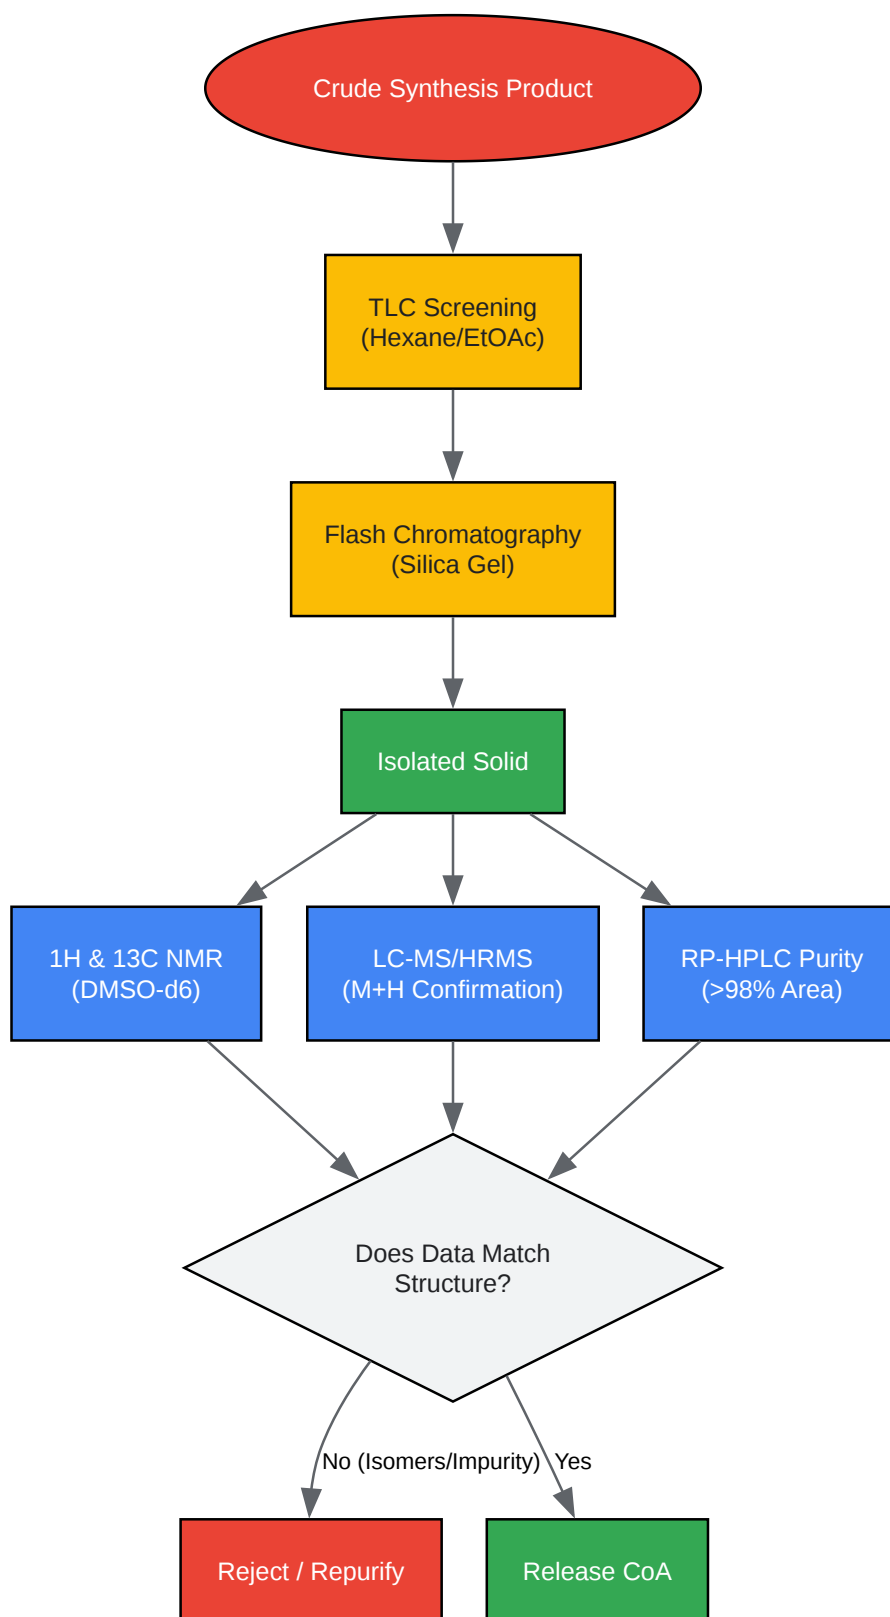 Crude Synthesis Product
TLC Screening
(Hexane/EtOAc)
Flash Chromatography
(Silica Gel)
Isolated Solid
1H & 13C NMR
(DMSO-d6)
LC-MS/HRMS
(M+H Confirmation)
RP-HPLC Purity
(>98% Area)
Does Data Match
Structure?
No (Isomers/Impurity)
Yes
Reject / Repurify
Release CoA